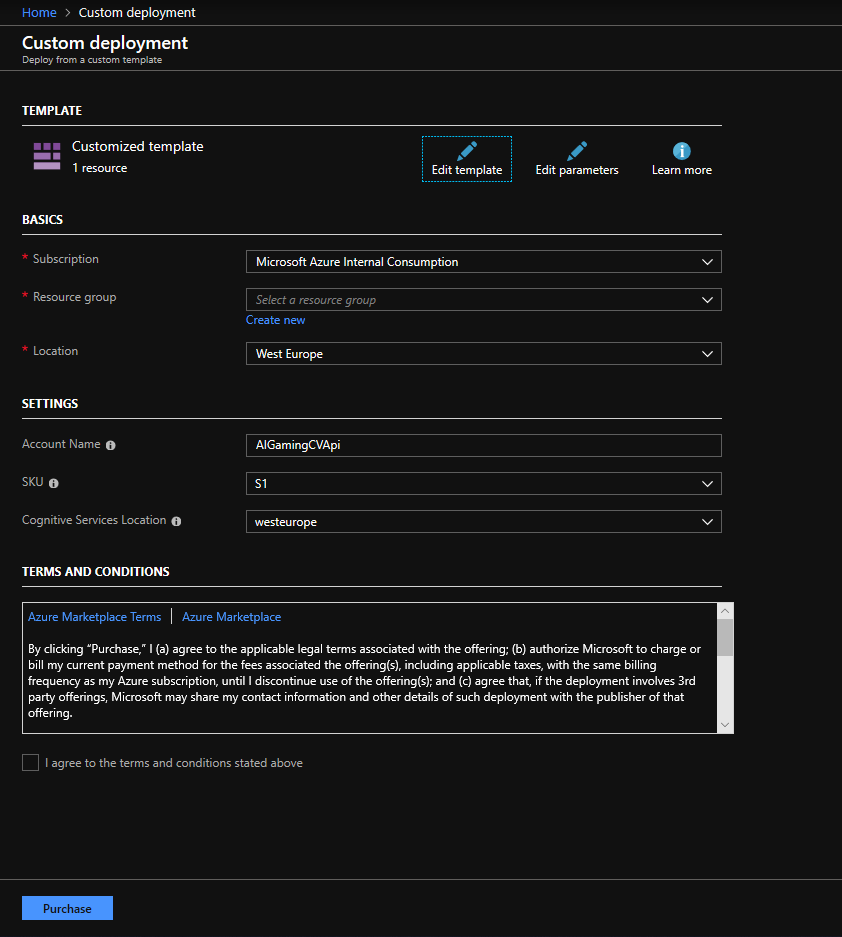 Home > Custom deployment
Custom deployment
Deploy from a custom template
TEMPLATE
Customized template
1 resource
Edit template
Edit parameters
Learn more
BASICS
* Subscription
Microsoft Azure Internal Consumption
* Resource group
Select a resource group
Create new
* Location
West Europe
SETTINGS
Account Name
AIGamingCVApi
SKU
S1
Cognitive Services Location
westeurope
TERMS AND CONDITIONS
Azure Marketplace Terms | Azure Marketplace
By clicking “Purchase,” I (a) agree to the applicable legal terms associated with the offering; (b) authorize Microsoft to charge or
bill my current payment method for the fees associated the offering(s), including applicable taxes, with the same billing
frequency as my Azure subscription, until I discontinue use of the offering(s); and (c) agree that, if the deployment involves 3rd
party offerings, Microsoft may share my contact information and other details of such deployment with the publisher of that
offering.
I agree to the terms and conditions stated above
Purchase